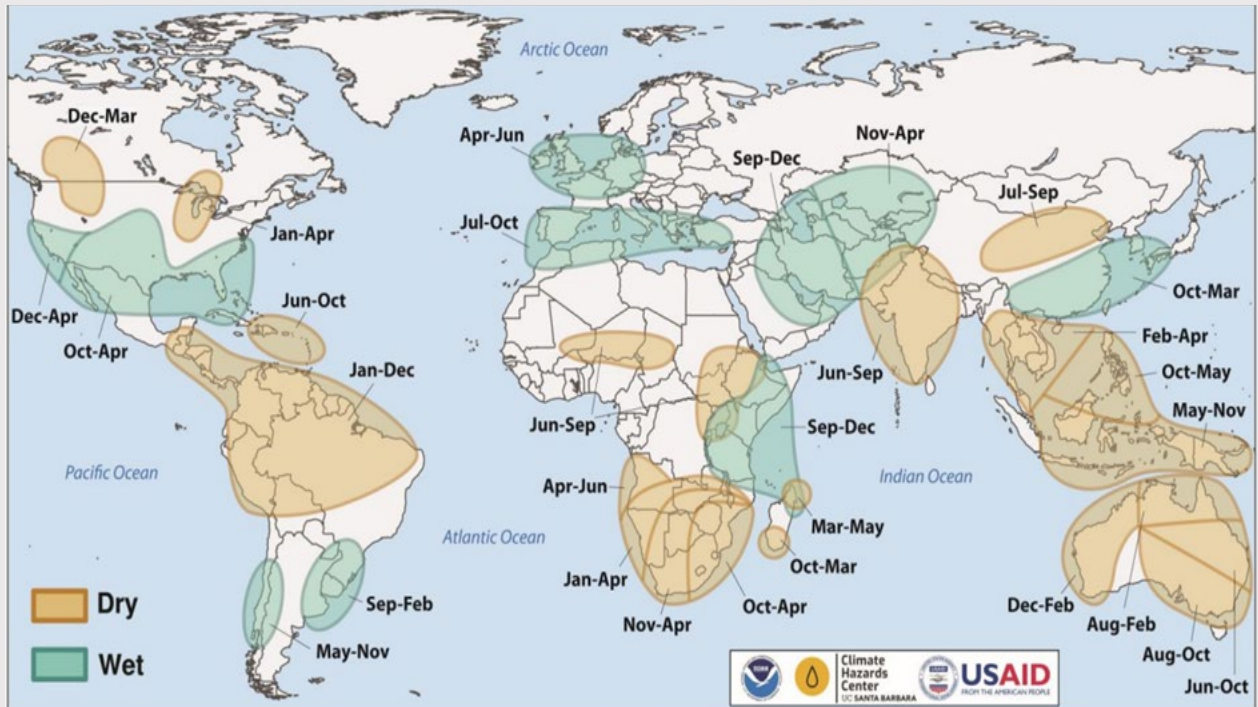 Arctic Ocean
Dec-Mar
Apr-Jun
Nov-Apr
Sep-Dec
Jul-Sep
Jul-Oct
Jan-Apr
Oct-Mar
Jun-Oct
Dec-Apr
Feb-Apr
Oct-Apr
Jan-Dec
Jun-Sep
Oct-May
May-Nov
Jun-Sep
Sep-Dec
Pacific Ocean
Indian Ocean
Apr-Jun
Mar-May
Atlantic Ocean
Oct-Mar
Jan-Apr
Dry
Sep-Feb
Oct-Apr
Dec-Feb
Nov-Apr
Aug-Feb
May-Nov
Aug-Oct
Wet
Jun-Oct
Climate
Hazards
Center
UC SANTA BARBARA
USAID
FROM THE AMERICAN PEOPLE